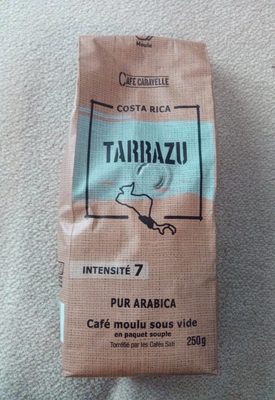 Moulu
CAFÉ CARAVELLE
COSTA RICA
TARRAZU
INTENSITÉ 7
PUR ARABICA
Café moulu sous vide
en paquet souple
Torréfié par les Cafés Sati
250g